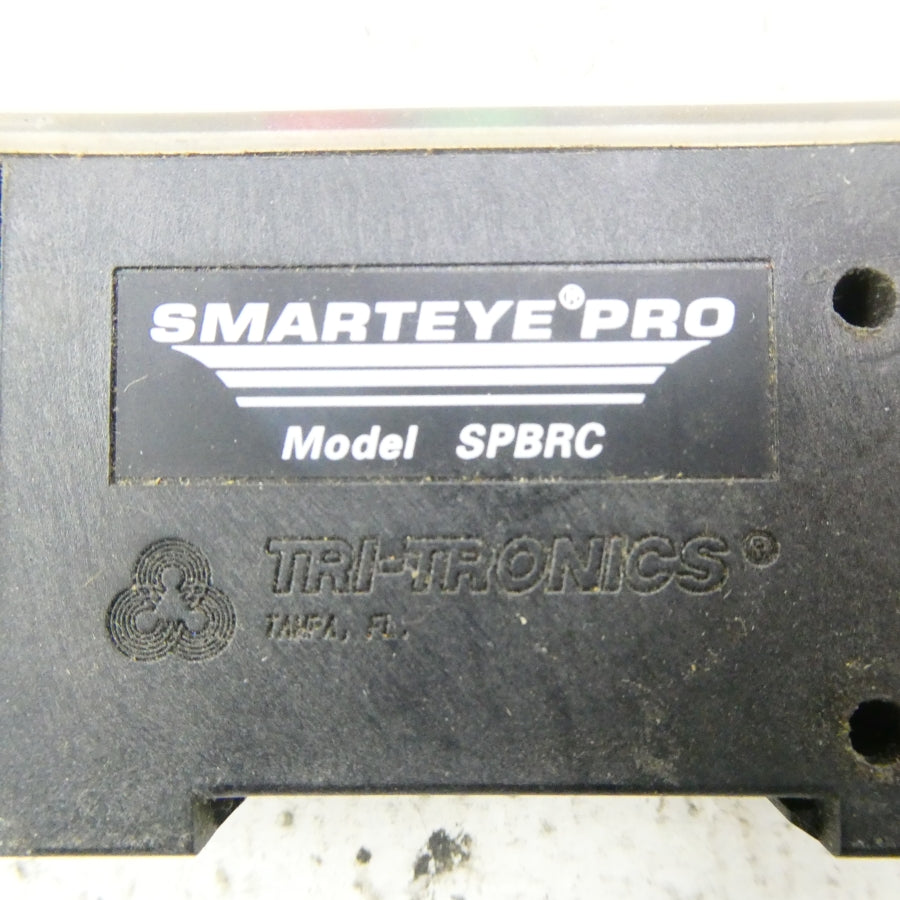 SMARTEYE® PRO
Model SPBRC
TRI-TRONICS®
TAMPA, FL.